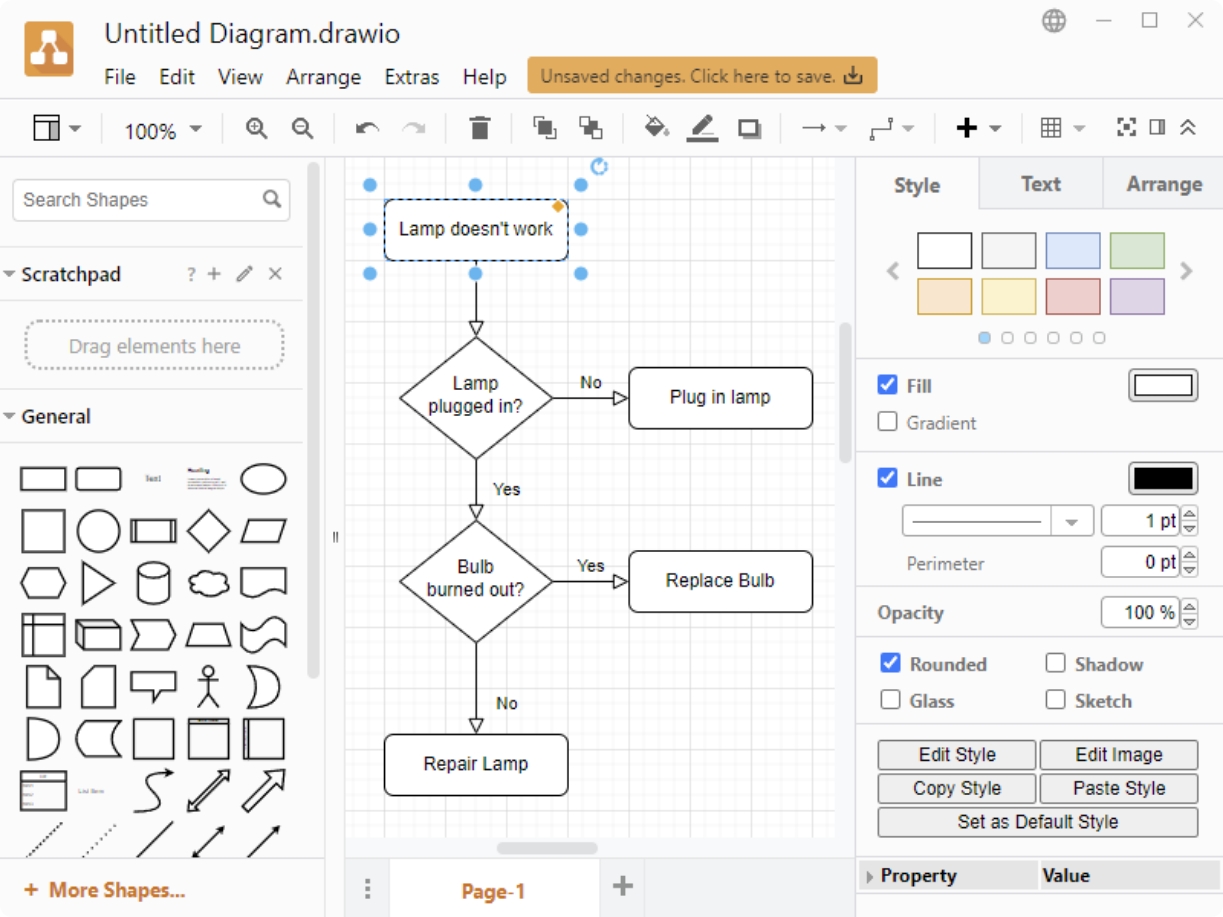 Untitled Diagram.drawio
File Edit View Arrange Extras Help Unsaved changes. Click here to save.
100%
Search Shapes
Scratchpad ?
Drag elements here
General
Text
Heading
List Item
More Shapes...
Lamp doesn't work
Lamp
plugged in?
No
Plug in lamp
Yes
Bulb
burned out?
Yes
Replace Bulb
No
Repair Lamp
Page-1
Style Text Arrange
Fill
Gradient
Line
1 pt
Perimeter 0 pt
Opacity 100 %
Rounded Shadow
Glass Sketch
Edit Style Edit Image
Copy Style Paste Style
Set as Default Style
Property Value